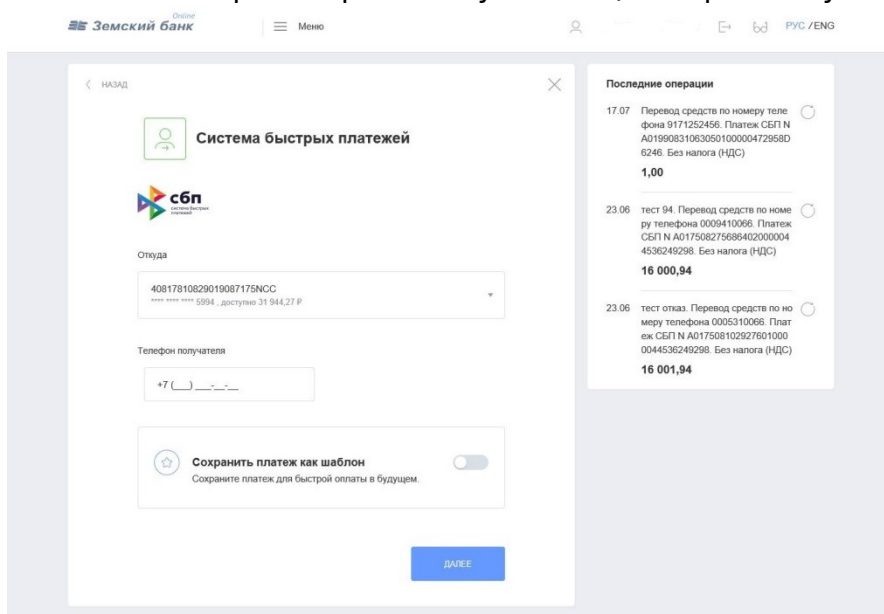 Online
Земский банк
Меню
РУС /ENG
НАЗАД
Система быстрых платежей
сбп
система быстрых
платежей
Откуда
40817810829019087175NCC
**** **** **** 5994 , доступно 31 944,27 ₽
Телефон получателя
+7 (___) ___-__-__
Сохранить платеж как шаблон
Сохраните платеж для быстрой оплаты в будущем.
ДАЛЕЕ
Последние операции
17.07 Перевод средств по номеру теле
фона 9171252456. Платеж СБП N
A01990831063050100000472958D
6246. Без налога (НДС)
1,00
23.06 тест 94. Перевод средств по номе
ру телефона 0009410066. Платеж
СБП N A0175082756864020000004
4536249298. Без налога (НДС)
16 000,94
23.06 тест отказ. Перевод средств по но
меру телефона 0005310066. Плат
еж СБП N A017508102927601000
0044536249298. Без налога (НДС)
16 001,94